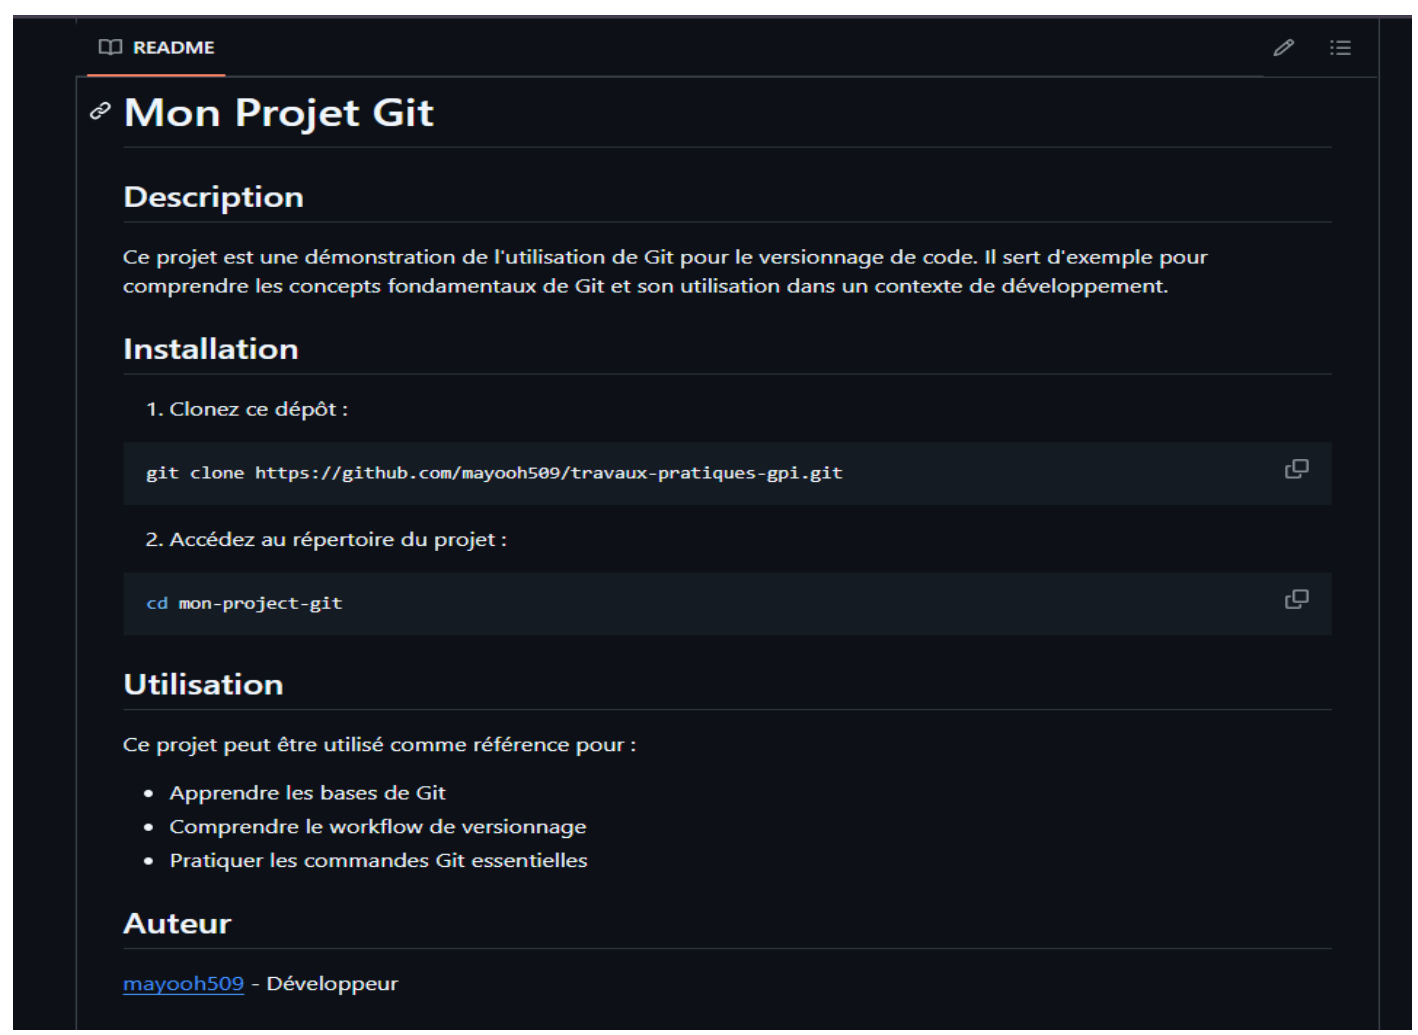 README
Mon Projet Git
Description
Ce projet est une démonstration de l'utilisation de Git pour le versionnage de code. Il sert d'exemple pour
comprendre les concepts fondamentaux de Git et son utilisation dans un contexte de développement.
Installation
1. Clonez ce dépôt :
git clone https://github.com/mayooh509/travaux-pratiques-gpi.git
2. Accédez au répertoire du projet :
cd mon-project-git
Utilisation
Ce projet peut être utilisé comme référence pour :
• Apprendre les bases de Git
• Comprendre le workflow de versionnage
• Pratiquer les commandes Git essentielles
Auteur
mayooh509 - Développeur